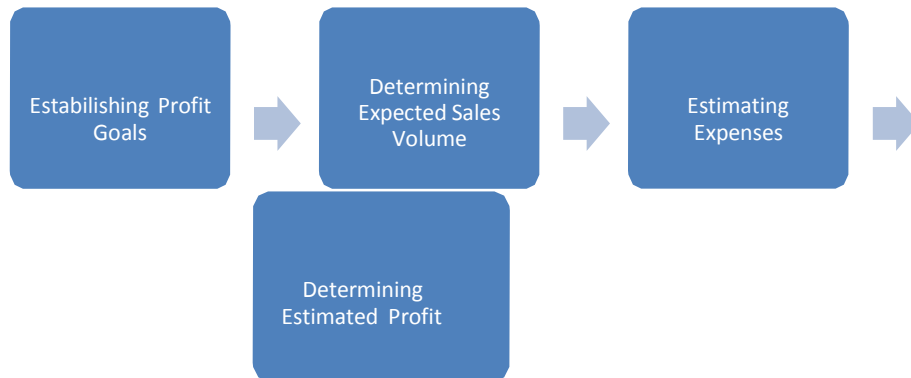 Estabilishing Profit
Goals
Determining
Expected Sales
Volume
Estimating
Expenses
Determining
Estimated Profit